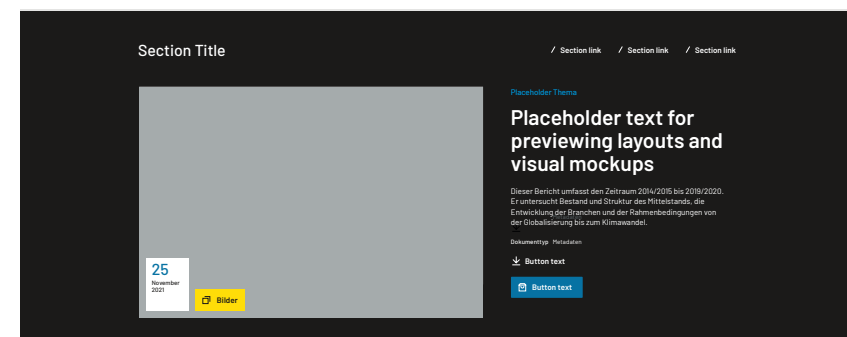 Section Title
/ Section link / Section link / Section link
Placeholder Thema
Placeholder text for
previewing layouts and
visual mockups
Dieser Bericht umfasst den Zeitraum 2014/2015 bis 2019/2020.
Er untersucht Bestand und Struktur des Mittelstands, die
Entwicklung der Branchen und der Rahmenbedingungen von
der Globalisierung bis zum Klimawandel.
Dokumenttyp Metadaten
Button text
Button text
25
November
2021
Bilder